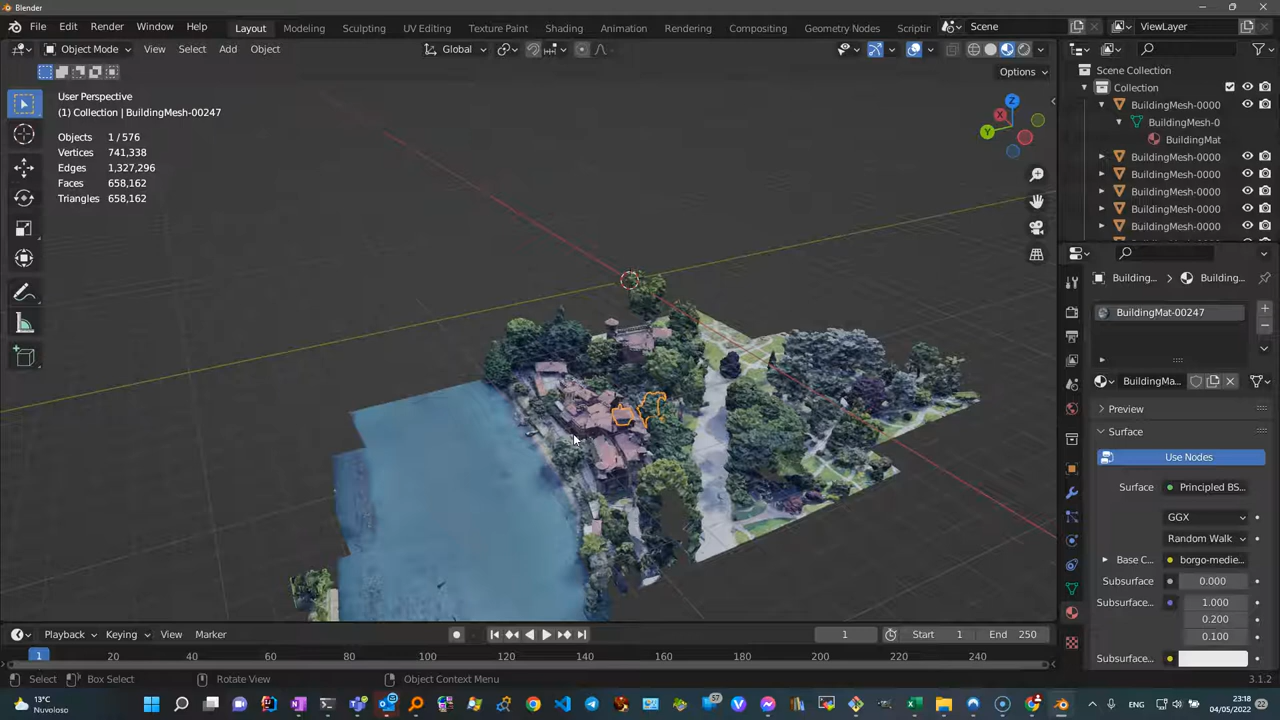 Blender
File Edit Render Window Help Layout Modeling Sculpting UV Editing Texture Paint Shading Animation Rendering Compositing Geometry Nodes Scriptin Scene ViewLayer
Object Mode View Select Add Object Global
Options
User Perspective
(1) Collection | BuildingMesh-00247
Objects 1 / 576
Vertices 741,338
Edges 1,327,296
Faces 658,162
Triangles 658,162
Z
X
Y
Scene Collection
Collection
BuildingMesh-0000
BuildingMesh-0
BuildingMat
BuildingMesh-0000
BuildingMesh-0000
BuildingMesh-0000
BuildingMesh-0000
BuildingMesh-0000
Building... Building...
BuildingMat-00247
BuildingMa...
Preview
Surface
Use Nodes
Surface Principled BS...
GGX
Random Walk
Base C... borgo-medie...
Subsurface 0.000
Subsurface... 1.000
0.200
0.100
Subsurface...
Playback Keying View Marker 1 Start 1 End 250
1 20 40 60 80 100 120 140 160 180 200 220 240
Select Box Select Rotate View Object Context Menu 3.1.2
13°C
Nuvoloso
ENG 23:18
04/05/2022